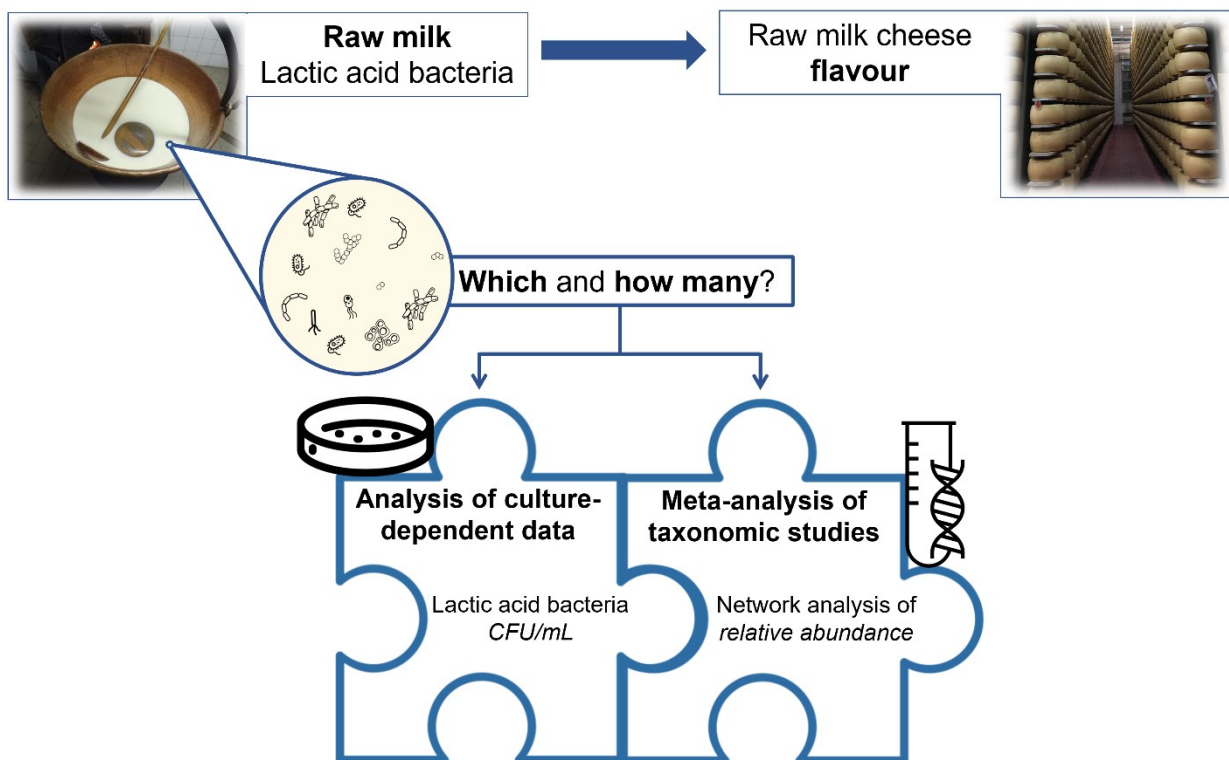 Raw milk
Lactic acid bacteria
Raw milk cheese
flavour
Which and how many?
Analysis of culture-
dependent data
Meta-analysis of
taxonomic studies
Lactic acid bacteria
CFU/mL
Network analysis of
relative abundance